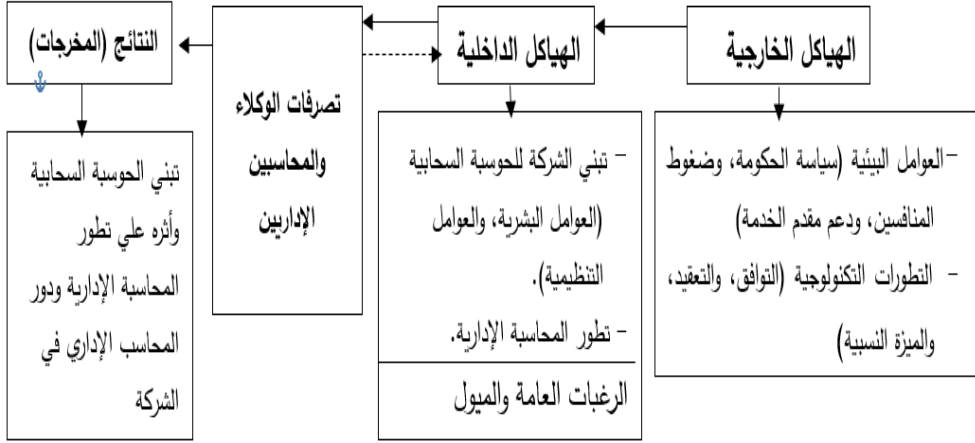 الهياكل الخارجية
العوامل البيئية (سياسة الحكومة، وضغوط
المنافسين، ودعم مقدم الخدمة)
- التطورات التكنولوجية (التوافق، والتعقيد،
والميزة النسبية)
الهياكل الداخلية
- تبني الشركة للحوسبة السحابية
(العوامل البشرية، والعوامل
التنظيمية).
- تطور المحاسبة الإدارية.
الرغبات العامة والميول
تصرفات الوكلاء
والمحاسبين
الإداريين
النتائج (المخرجات)
تبني الحوسبة السحابية
وأثره علي تطور
المحاسبة الإدارية ودور
المحاسب الإداري في
الشركة